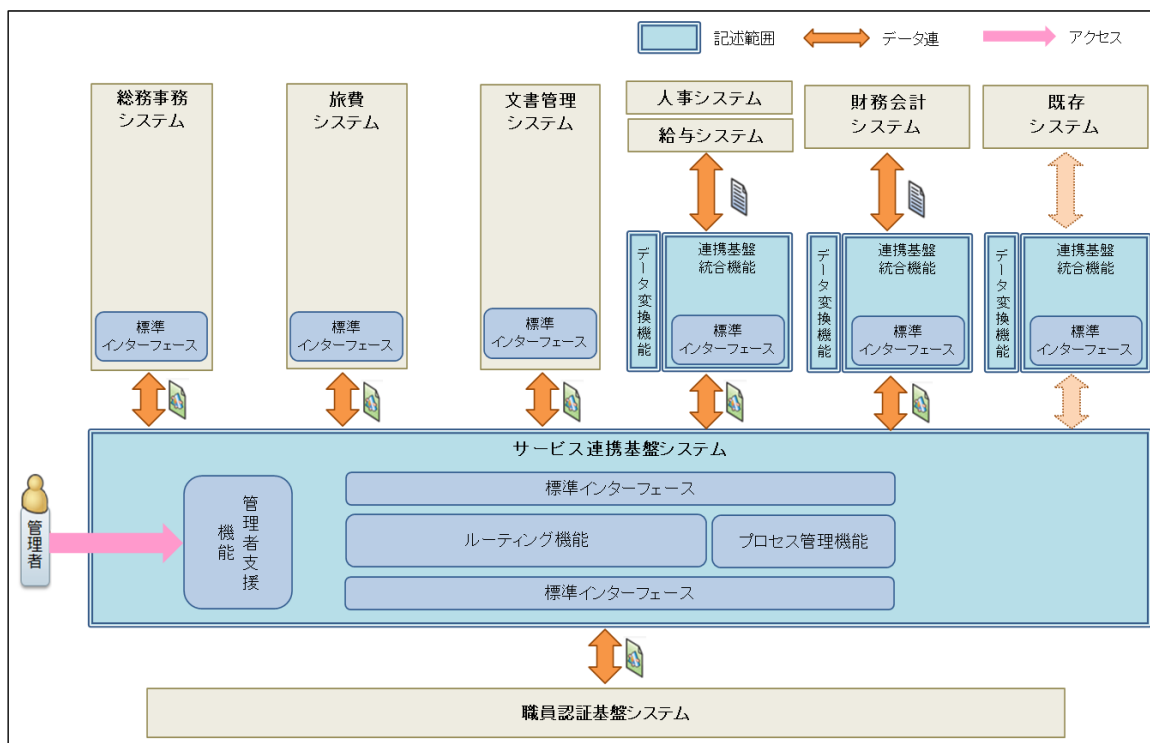 記述範囲
データ連
アクセス
総務事務
システム
旅費
システム
文書管理
システム
人事システム
給与システム
財務会計
システム
既存
システム
データ変換機能
連携基盤
統合機能
データ変換機能
連携基盤
統合機能
データ変換機能
連携基盤
統合機能
標準
インターフェース
標準
インターフェース
標準
インターフェース
標準
インターフェース
標準
インターフェース
標準
インターフェース
サービス連携基盤システム
管理者
管理者支援
機能
標準インターフェース
ルーティング機能
プロセス管理機能
標準インターフェース
職員認証基盤システム